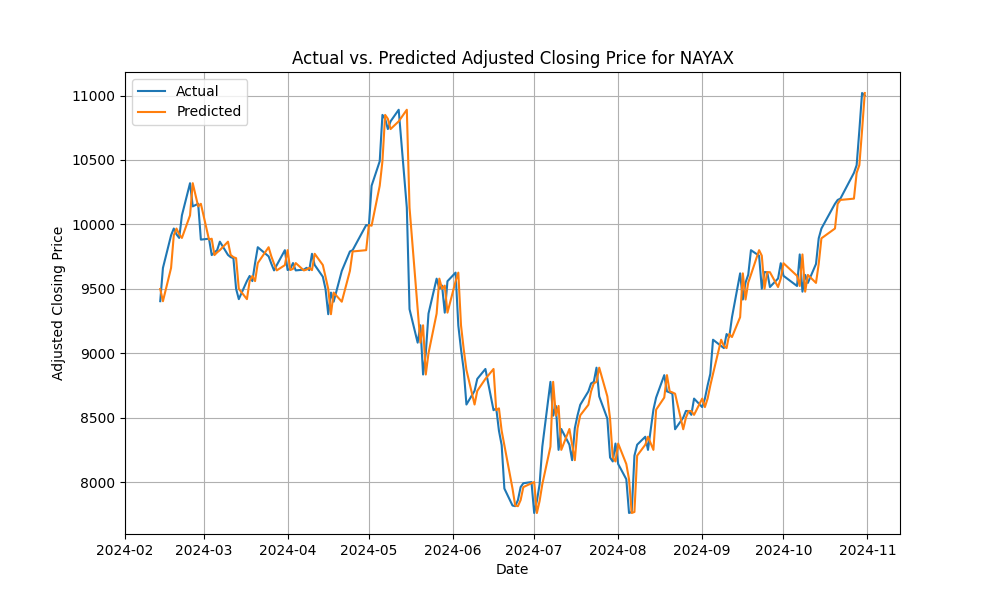 Actual vs. Predicted Adjusted Closing Price for NAYAX
Actual
Predicted
11000
10500
10000
9500
9000
8500
8000
Adjusted Closing Price
2024-02 2024-03 2024-04 2024-05 2024-06 2024-07 2024-08 2024-09 2024-10 2024-11
Date